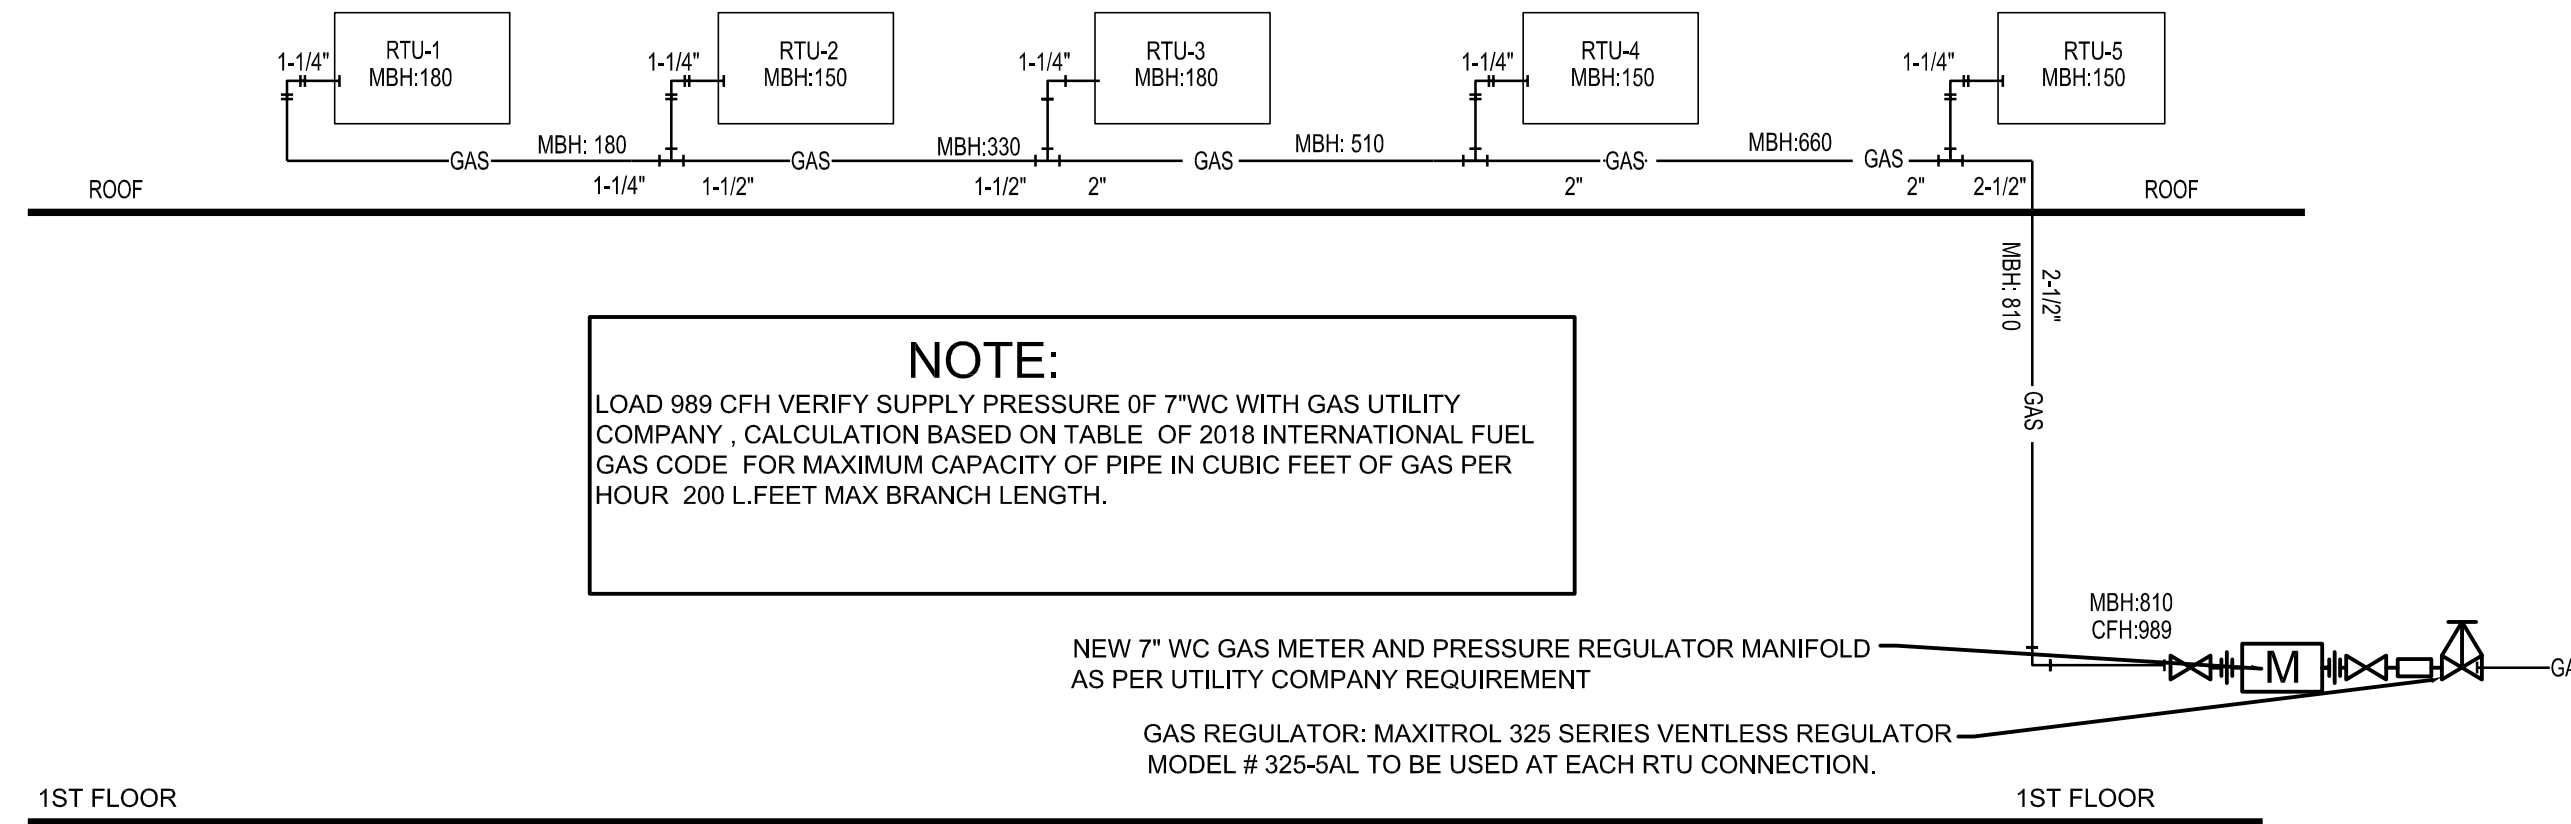 RTU-1
MBH:180
1-1/4"
RTU-2
MBH:150
1-1/4"
RTU-3
MBH:180
1-1/4"
RTU-4
MBH:150
1-1/4"
RTU-5
MBH:150
1-1/4"
GAS
MBH: 180
GAS
MBH:330
GAS
MBH: 510
GAS
MBH:660
GAS
ROOF
1-1/4"
1-1/2"
1-1/2"
2"
2"
2"
2-1/2"
ROOF
MBH: 810
2-1/2"
GAS
NOTE:
LOAD 989 CFH VERIFY SUPPLY PRESSURE 0F 7"WC WITH GAS UTILITY
COMPANY , CALCULATION BASED ON TABLE OF 2018 INTERNATIONAL FUEL
GAS CODE FOR MAXIMUM CAPACITY OF PIPE IN CUBIC FEET OF GAS PER
HOUR 200 L.FEET MAX BRANCH LENGTH.
MBH:810
CFH:989
NEW 7" WC GAS METER AND PRESSURE REGULATOR MANIFOLD
AS PER UTILITY COMPANY REQUIREMENT
M
GAS REGULATOR: MAXITROL 325 SERIES VENTLESS REGULATOR
MODEL # 325-5AL TO BE USED AT EACH RTU CONNECTION.
1ST FLOOR
1ST FLOOR